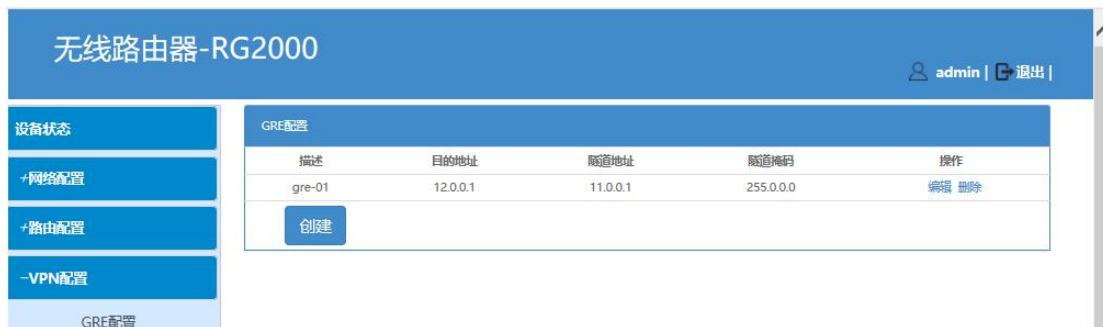 无线路由器-RG2000
admin | 退出 |
设备状态
+网络配置
+路由配置
-VPN配置
GRE配置
GRE配置
描述 目的地址 隧道地址 隧道掩码 操作
gre-01 12.0.0.1 11.0.0.1 255.0.0.0 编辑 删除
创建